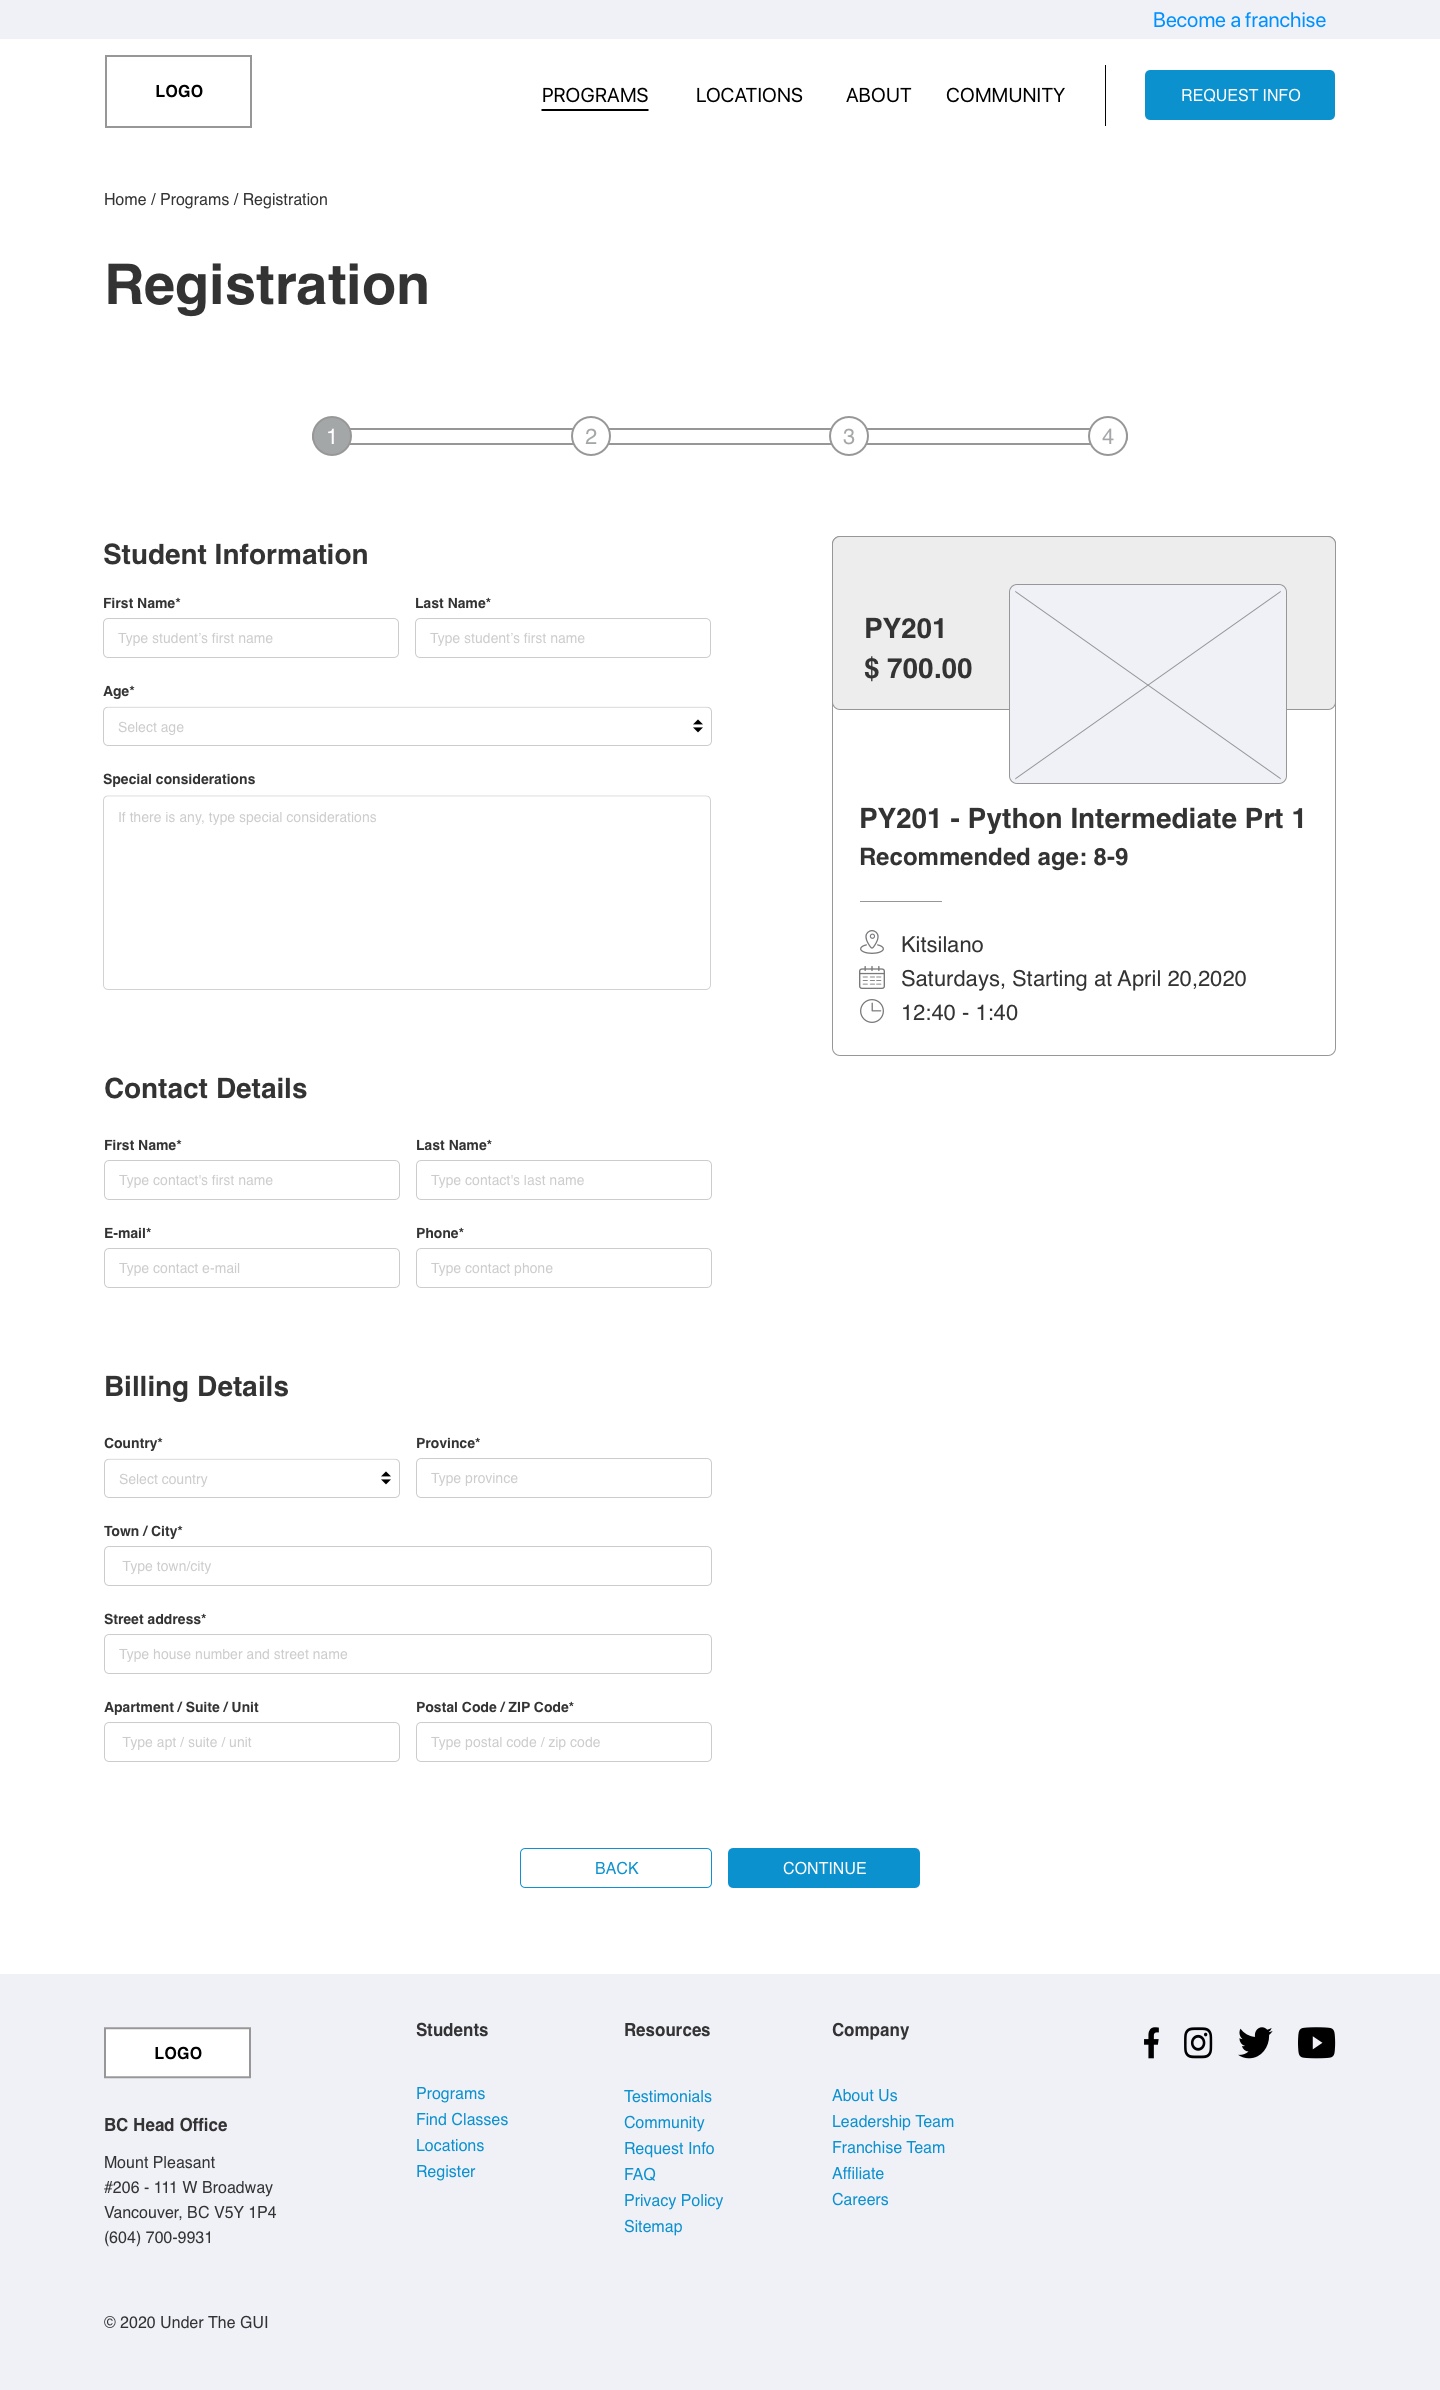 Become a franchise
LOGO
PROGRAMS LOCATIONS ABOUT COMMUNITY REQUEST INFO
Home / Programs / Registration
Registration
1 2 3 4
Student Information
First Name* Last Name*
Type student's first name Type student's first name
Age*
Select age
Special considerations
If there is any, type special considerations
PY201
$ 700.00
PY201 - Python Intermediate Prt 1
Recommended age: 8-9
Kitsilano
Saturdays, Starting at April 20,2020
12:40 - 1:40
Contact Details
First Name* Last Name*
Type contact's first name Type contact's last name
E-mail* Phone*
Type contact e-mail Type contact phone
Billing Details
Country* Province*
Select country Type province
Town / City*
Type town/city
Street address*
Type house number and street name
Apartment / Suite / Unit Postal Code / ZIP Code*
Type apt / suite / unit Type postal code / zip code
BACK CONTINUE
LOGO
BC Head Office
Mount Pleasant
#206 - 111 W Broadway
Vancouver, BC V5Y 1P4
(604) 700-9931
Students
Programs
Find Classes
Locations
Register
Resources
Testimonials
Community
Request Info
FAQ
Privacy Policy
Sitemap
Company
About Us
Leadership Team
Franchise Team
Affiliate
Careers
© 2020 Under The GUI